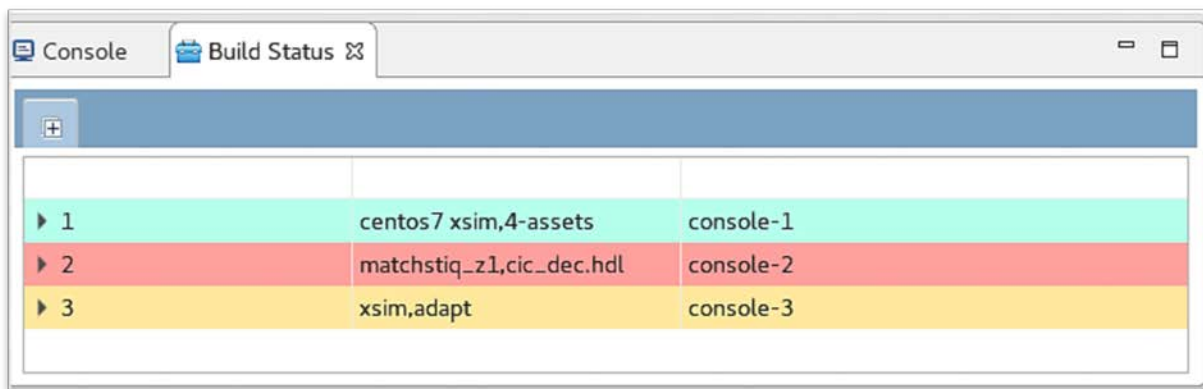 Console Build Status
1 centos7 xsim,4-assets console-1
2 matchstiq_z1,cic_dec.hdl console-2
3 xsim,adapt console-3